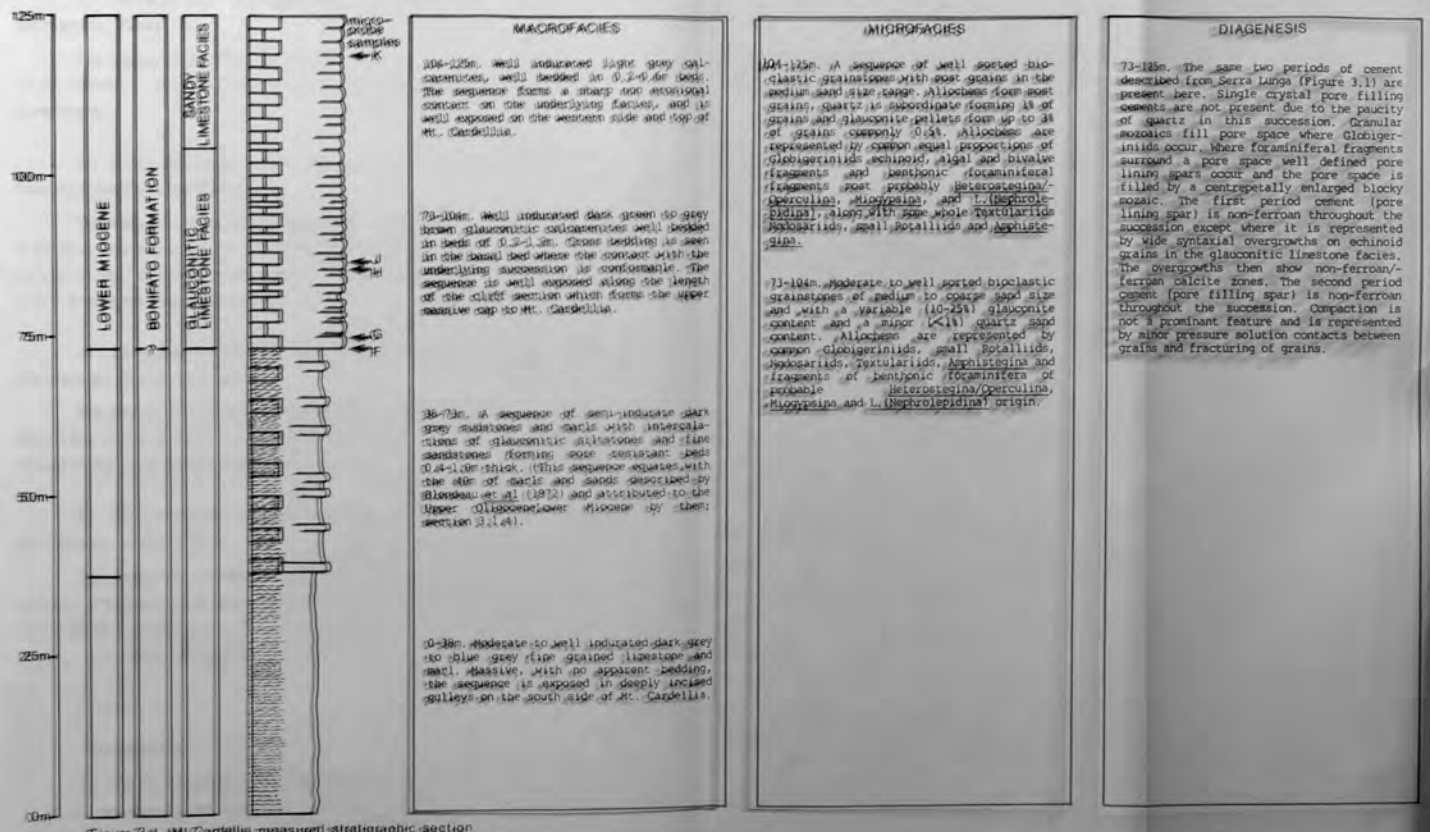 125m
100m
75m
50m
25m
0m
LOWER MIOCENE
BONIFATO FORMATION
?
SANDY
LIMESTONE FACIES
GLAUCONITIC
LIMESTONE FACIES
micro-
probe
samples
K
J
H
G
F
MACROFACIES
104-125m. Well indurated light grey cal-
carenites, well bedded in 0.2-0.6m beds.
The sequence forms a sharp non erosional
contact on the underlying facies, and is
well exposed on the western side and top of
Mt. Cardellia.
73-104m. Well indurated dark green to grey
brown glauconitic calcarenites well bedded
in beds of 0.2-1.2m. Cross bedding is seen
in the basal bed where the contact with the
underlying succession is conformable. The
sequence is well exposed along the length
of the cliff section which forms the upper
massive cap to Mt. Cardellia.
38-73m. A sequence of semi-indurate dark
grey mudstones and marls with intercala-
tions of glauconitic siltstones and fine
sandstones forming more resistant beds
0.4-1.0m thick. (This sequence equates with
the 40m of marls and sands described by
Blondeau et al (1972) and attributed to the
Upper Oligocene/Lower Miocene by them;
section 3.1.4).
0-38m. Moderate to well indurated dark grey
to blue grey fine grained limestone and
marl. Massive, with no apparent bedding,
the sequence is exposed in deeply incised
gulleys on the south side of Mt. Cardellia.
MICROFACIES
104-125m. A sequence of well sorted bio-
clastic grainstones with most grains in the
medium sand size range. Allochems form most
grains, quartz is subordinate forming 1% of
grains and glauconite pellets form up to 3%
of grains commonly 0.5%. Allochems are
represented by common equal proportions of
Globigeriniids echinoid, algal and bivalve
fragments and benthonic foraminiferal
fragments most probably Heterostegina/-
Operculina, Miogypsina, and L.(Nephrole-
pidina), along with some whole Textulariids
Nodosariids, small Rotalliids and Amphiste-
gina.
73-104m. Moderate to well sorted bioclastic
grainstones of medium to coarse sand size
and with a variable (10-25%) glauconite
content and a minor (<1%) quartz sand
content. Allochems are represented by
common Globigeriniids, small Rotalliids,
Nodosariids, Textulariids, Amphistegina and
fragments of benthonic foraminifera of
probable Heterostegina/Operculina,
Miogypsina and L.(Nephrolepidina) origin.
DIAGENESIS
73-125m. The same two periods of cement
described from Serra Lunga (Figure 3.1) are
present here. Single crystal pore filling
cements are not present due to the paucity
of quartz in this succession. Granular
mozaics fill pore space where Globiger-
iniids occur. Where foraminiferal fragments
surround a pore space well defined pore
lining spars occur and the pore space is
filled by a centrepetally enlarged blocky
mozaic. The first period cement (pore
lining spar) is non-ferroan throughout the
succession except where it is represented
by wide syntaxial overgrowths on echinoid
grains in the glauconitic limestone facies.
The overgrowths then show non-ferroan/-
ferroan calcite zones. The second period
cement (pore filling spar) is non-ferroan
throughout the succession. Compaction is
not a prominent feature and is represented
by minor pressure solution contacts between
grains and fracturing of grains.
Mt Cardellia measured stratigraphic section